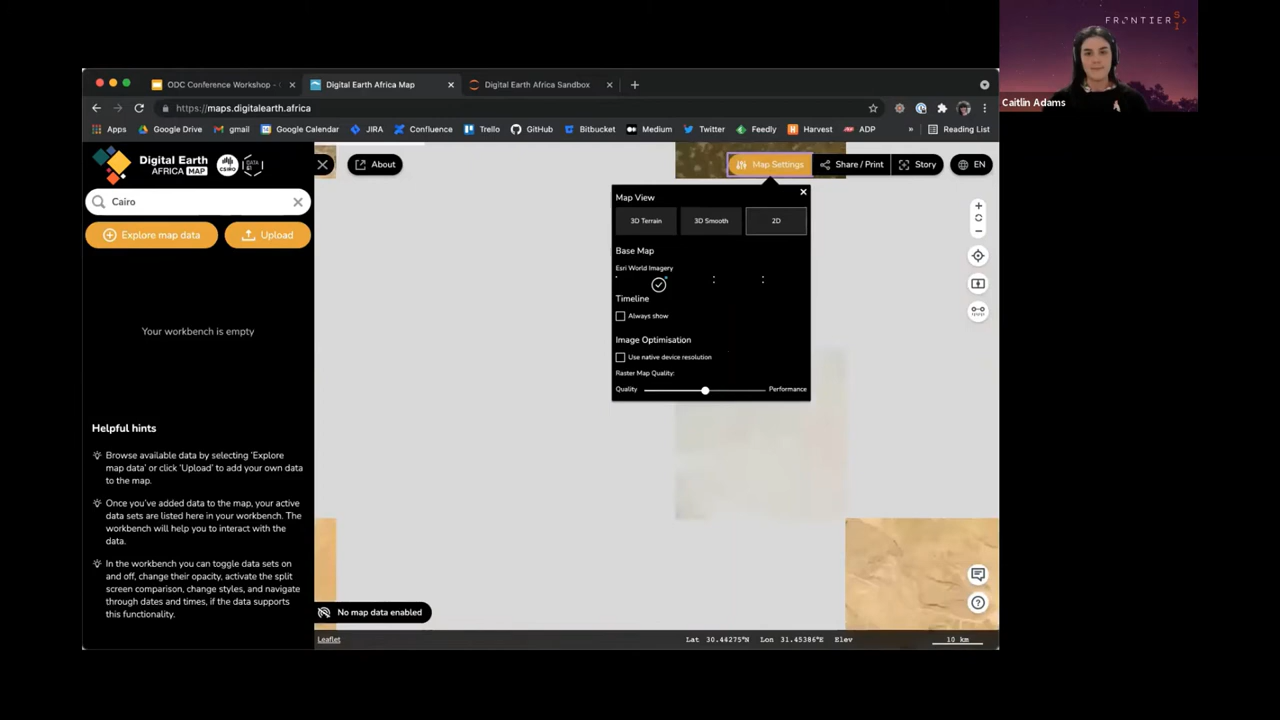 FRONTIER SI
Caitlin Adams
ODC Conference Workshop -
Digital Earth Africa Map
Digital Earth Africa Sandbox
https://maps.digitalearth.africa
Apps
Google Drive
gmail
Google Calendar
JIRA
Confluence
Trello
GitHub
Bitbucket
Medium
Twitter
Feedly
Harvest
ADP
»
Reading List
Digital Earth
AFRICA MAP
CSIRO
DATA 61
About
Map Settings
Share / Print
Story
EN
Cairo
Explore map data
Upload
Your workbench is empty
Map View
3D Terrain
3D Smooth
2D
Base Map
Esri World Imagery
Timeline
Always show
Image Optimisation
Use native device resolution
Raster Map Quality:
Quality
Performance
Helpful hints
Browse available data by selecting 'Explore
map data' or click 'Upload' to add your own data
to the map.
Once you've added data to the map, your active
data sets are listed here in your workbench. The
workbench will help you to interact with the
data.
In the workbench you can toggle data sets
on and off, change their opacity, activate the split
screen comparison, change styles, and navigate
through dates and times, if the data supports
this functionality.
No map data enabled
Leaflet
Lat 30.44275°N Lon 31.45386°E Elev
10 km